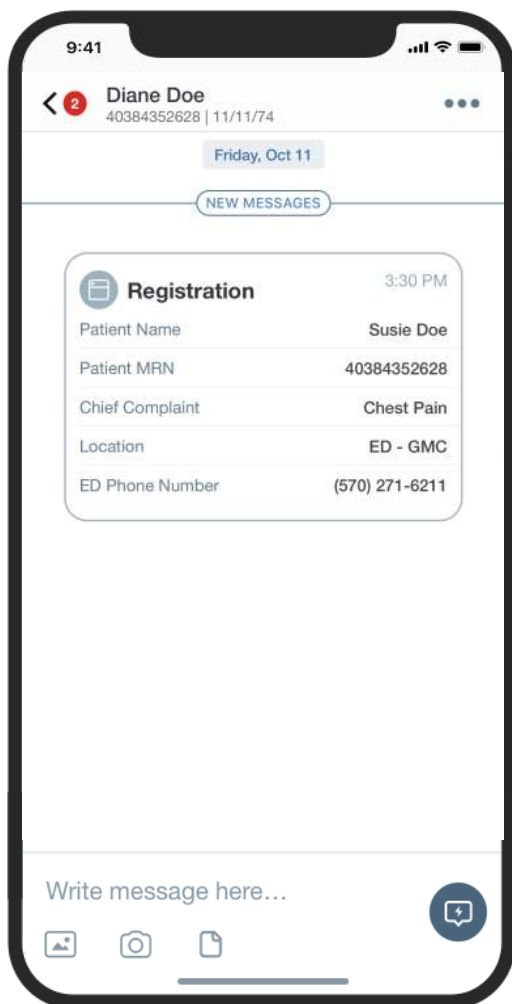 9:41
2
Diane Doe
40384352628 | 11/11/74
Friday, Oct 11
NEW MESSAGES
Registration 3:30 PM
Patient Name Susie Doe
Patient MRN 40384352628
Chief Complaint Chest Pain
Location ED - GMC
ED Phone Number (570) 271-6211
Write message here...